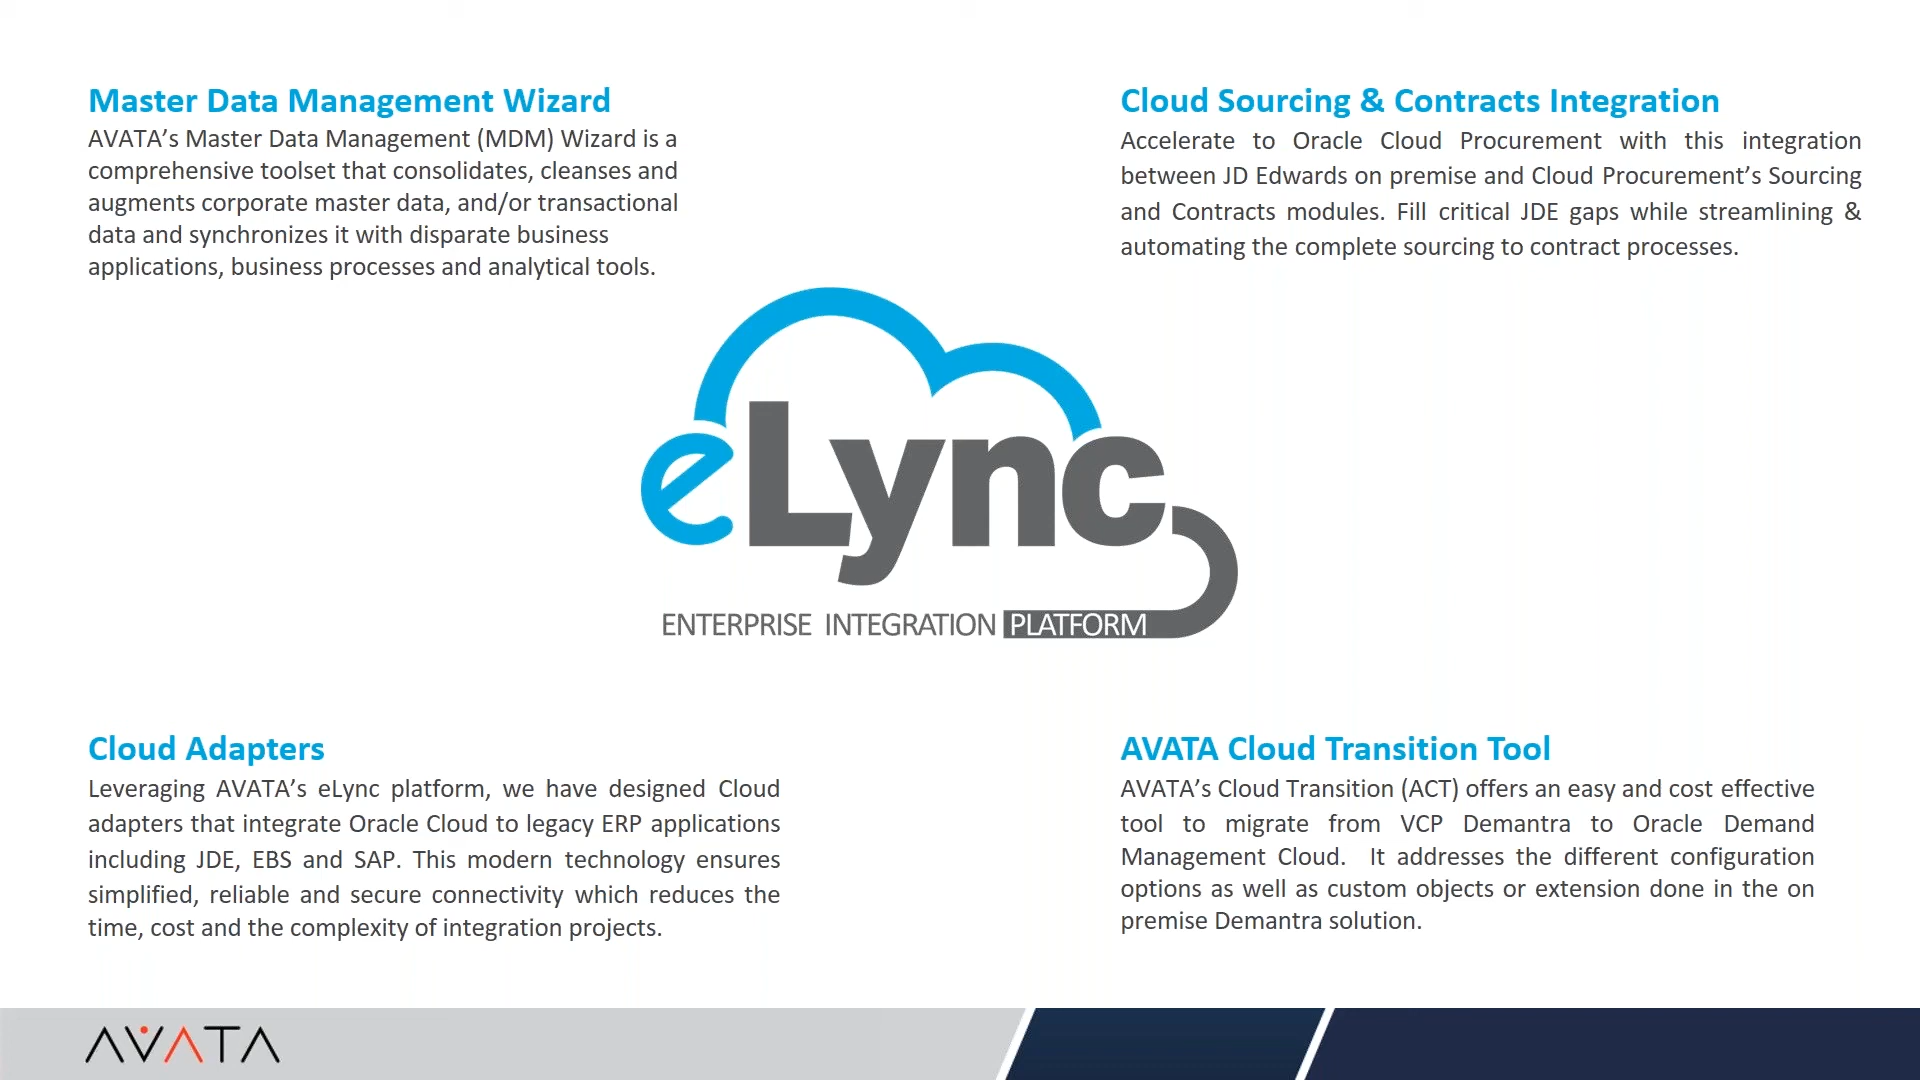 Master Data Management Wizard
AVATA’s Master Data Management (MDM) Wizard is a
comprehensive toolset that consolidates, cleanses and
augments corporate master data, and/or transactional
data and synchronizes it with disparate business
applications, business processes and analytical tools.
Cloud Sourcing & Contracts Integration
Accelerate to Oracle Cloud Procurement with this integration
between JD Edwards on premise and Cloud Procurement’s Sourcing
and Contracts modules. Fill critical JDE gaps while streamlining &
automating the complete sourcing to contract processes.
eLync
ENTERPRISE INTEGRATION PLATFORM
Cloud Adapters
Leveraging AVATA’s eLync platform, we have designed Cloud
adapters that integrate Oracle Cloud to legacy ERP applications
including JDE, EBS and SAP. This modern technology ensures
simplified, reliable and secure connectivity which reduces the
time, cost and the complexity of integration projects.
AVATA Cloud Transition Tool
AVATA’s Cloud Transition (ACT) offers an easy and cost effective
tool to migrate from VCP Demantra to Oracle Demand
Management Cloud. It addresses the different configuration
options as well as custom objects or extension done in the on
premise Demantra solution.
AVATA